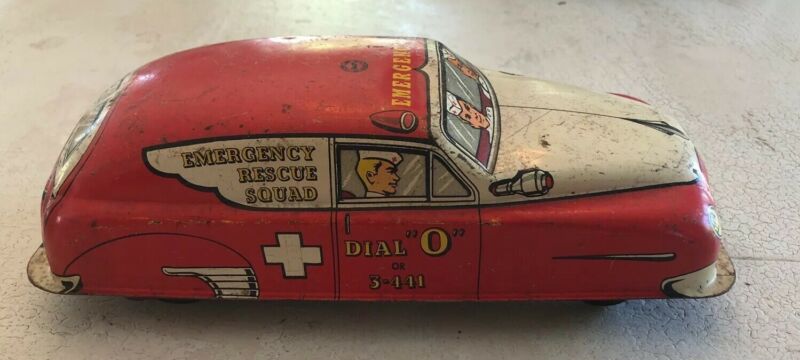 EMERGENCY
EMERGENCY
RESCUE
SQUAD
DIAL "O"
OR
3-441